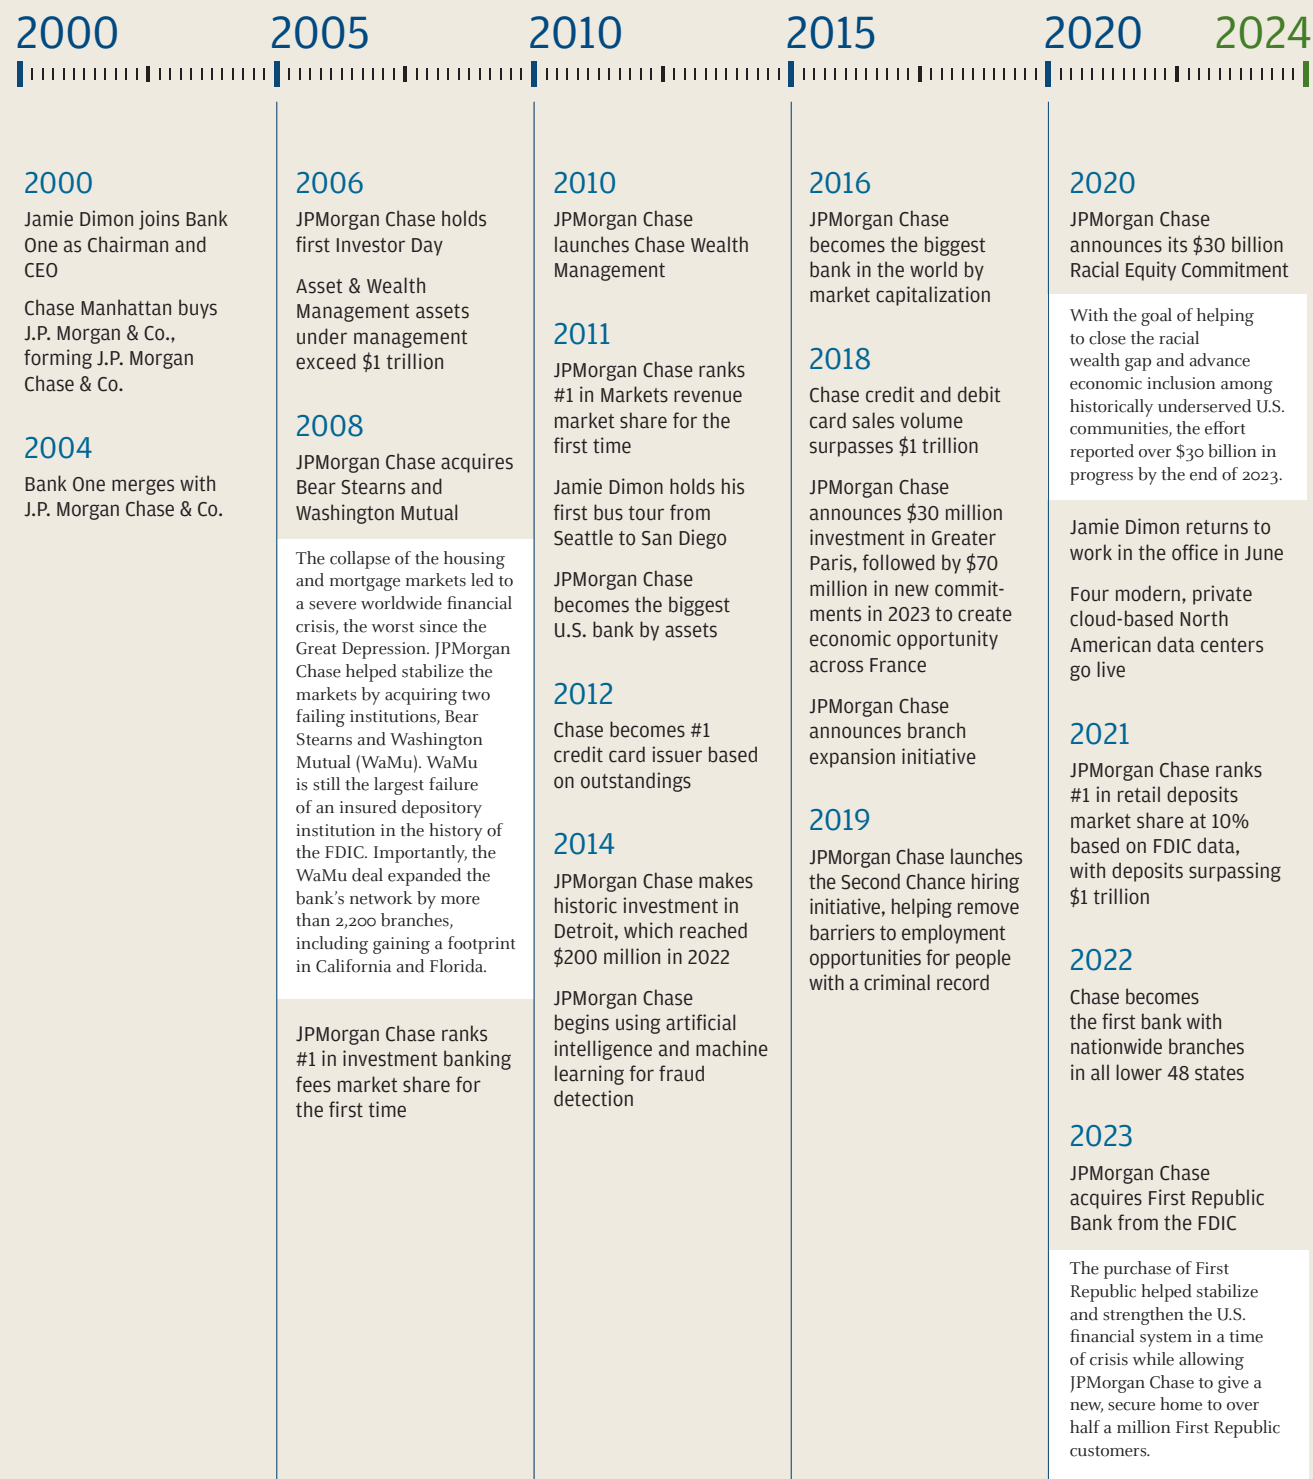 2000
2005
2010
2015
2020
2024
2000
Jamie Dimon joins Bank
One as Chairman and
CEO
Chase Manhattan buys
J.P. Morgan & Co.,
forming J.P. Morgan
Chase & Co.
2004
Bank One merges with
J.P. Morgan Chase & Co.
2006
JPMorgan Chase holds
first Investor Day
Asset & Wealth
Management assets
under management
exceed $1 trillion
2008
JPMorgan Chase acquires
Bear Stearns and
Washington Mutual
The collapse of the housing
and mortgage markets led to
a severe worldwide financial
crisis, the worst since the
Great Depression. JPMorgan
Chase helped stabilize the
markets by acquiring two
failing institutions, Bear
Stearns and Washington
Mutual (WaMu). WaMu
is still the largest failure
of an insured depository
institution in the history of
the FDIC. Importantly, the
WaMu deal expanded the
bank's network by more
than 2,200 branches,
including gaining a footprint
in California and Florida.
JPMorgan Chase ranks
#1 in investment banking
fees market share for
the first time
2010
JPMorgan Chase
launches Chase Wealth
Management
2011
JPMorgan Chase ranks
#1 in Markets revenue
market share for the
first time
Jamie Dimon holds his
first bus tour from
Seattle to San Diego
JPMorgan Chase
becomes the biggest
U.S. bank by assets
2012
Chase becomes #1
credit card issuer based
on outstandings
2014
JPMorgan Chase makes
historic investment in
Detroit, which reached
$200 million in 2022
JPMorgan Chase
begins using artificial
intelligence and machine
learning for fraud
detection
2016
JPMorgan Chase
becomes the biggest
bank in the world by
market capitalization
2018
Chase credit and debit
card sales volume
surpasses $1 trillion
JPMorgan Chase
announces $30 million
investment in Greater
Paris, followed by $70
million in new commit-
ments in 2023 to create
economic opportunity
across France
JPMorgan Chase
announces branch
expansion initiative
2019
JPMorgan Chase launches
the Second Chance hiring
initiative, helping remove
barriers to employment
opportunities for people
with a criminal record
2020
JPMorgan Chase
announces its $30 billion
Racial Equity Commitment
With the goal of helping
to close the racial
wealth gap and advance
economic inclusion among
historically underserved U.S.
communities, the effort
reported over $30 billion in
progress by the end of 2023.
Jamie Dimon returns to
work in the office in June
Four modern, private
cloud-based North
American data centers
go live
2021
JPMorgan Chase ranks
#1 in retail deposits
market share at 10%
based on FDIC data,
with deposits surpassing
$1 trillion
2022
Chase becomes
the first bank with
nationwide branches
in all lower 48 states
2023
JPMorgan Chase
acquires First Republic
Bank from the FDIC
The purchase of First
Republic helped stabilize
and strengthen the U.S.
financial system in a time
of crisis while allowing
JPMorgan Chase to give a
new, secure home to over
half a million First Republic
customers.